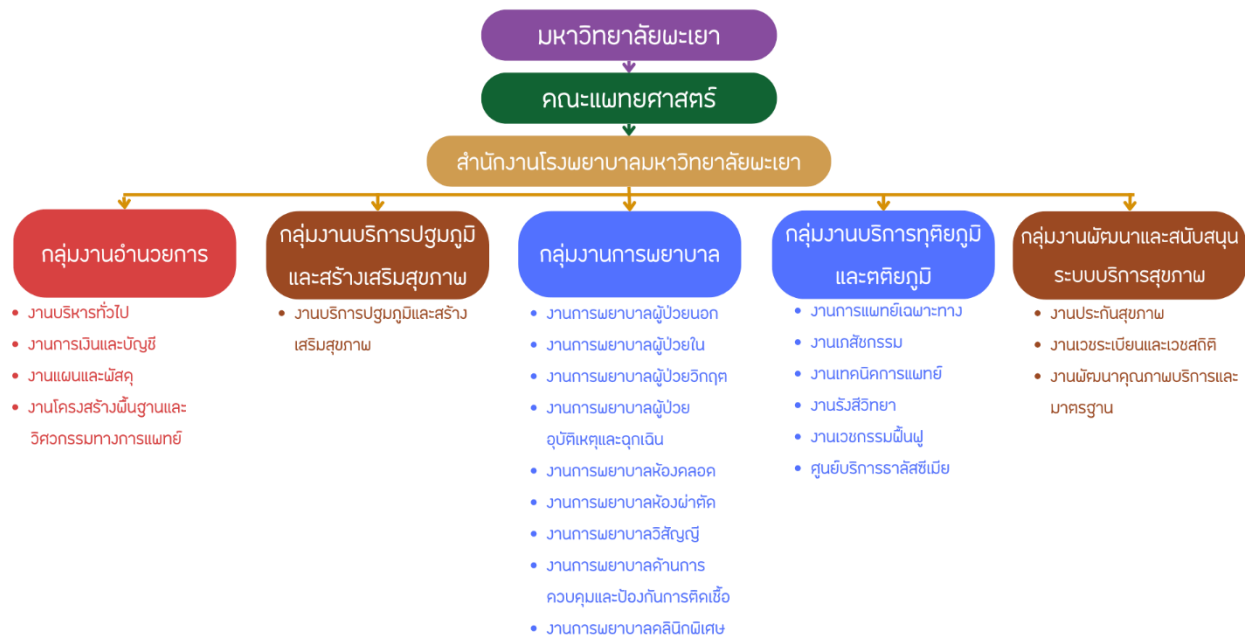 มหาวิทยาลัยพะเยา
คณะแพทยศาสตร์
สำนักงานโรงพยาบาลมหาวิทยาลัยพะเยา
กลุ่มงานอำนวยการ
• งานบริหารทั่วไป
• งานการเงินและบัญชี
• งานแผนและพัสดุ
• งานโครงสร้างพื้นฐานและ
วิศวกรรมทางการแพทย์
กลุ่มงานบริการปฐมภูมิ
และสร้างเสริมสุขภาพ
• งานบริการปฐมภูมิและสร้าง
เสริมสุขภาพ
กลุ่มงานการพยาบาล
• งานการพยาบาลผู้ป่วยนอก
• งานการพยาบาลผู้ป่วยใน
• งานการพยาบาลผู้ป่วยวิกฤต
• งานการพยาบาลผู้ป่วย
อุบัติเหตุและฉุกเฉิน
• งานการพยาบาลห้องคลอด
• งานการพยาบาลห้องผ่าตัด
• งานการพยาบาลวิสัญญี
• งานการพยาบาลด้านการ
ควบคุมและป้องกันการติดเชื้อ
• งานการพยาบาลคลินิกพิเศษ
กลุ่มงานบริการทุติยภูมิ
และตติยภูมิ
• งานการแพทย์เฉพาะทาง
• งานเภสัชกรรม
• งานเทคนิคการแพทย์
• งานรังสีวิทยา
• งานเวชกรรมฟื้นฟู
• ศูนย์บริการธาลัสซีเมีย
กลุ่มงานพัฒนาและสนับสนุน
ระบบบริการสุขภาพ
• งานประกันสุขภาพ
• งานเวชระเบียนและเวชสถิติ
• งานพัฒนาคุณภาพบริการและ
มาตรฐาน